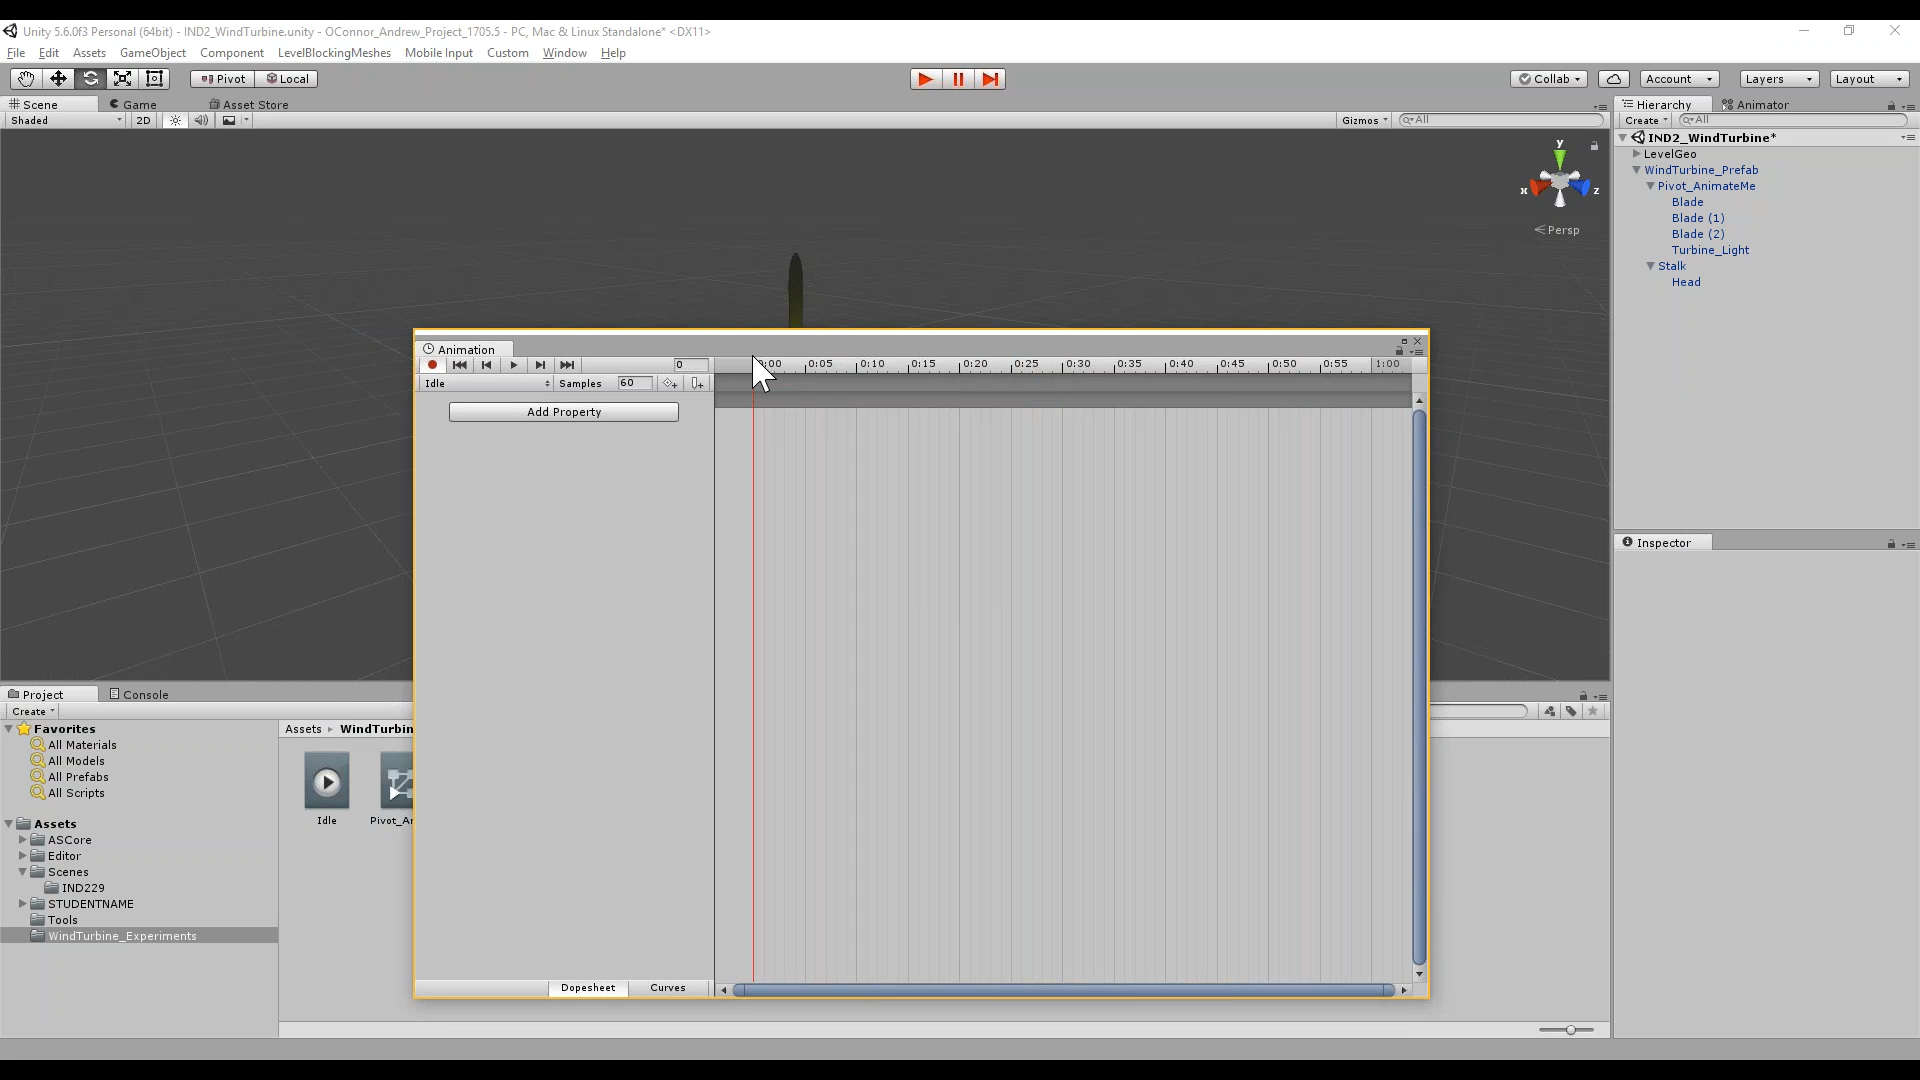 Unity 5.6.0f3 Personal (64bit) - IND2_WindTurbine.unity - OConnor_Andrew_Project_1705.5 - PC, Mac & Linux Standalone* <DX11>
File Edit Assets GameObject Component LevelBlockingMeshes Mobile Input Custom Window Help
Pivot Local Collab Account Layers Layout
Scene Game Asset Store Hierarchy Animator
Shaded 2D Gizmos All Create All
IND2_WindTurbine*
LevelGeo
WindTurbine_Prefab
Pivot_AnimateMe
Blade
Blade (1)
Blade (2)
Turbine_Light
Stalk
Head
y
x z
Persp
Animation
0 0:00 0:05 0:10 0:15 0:20 0:25 0:30 0:35 0:40 0:45 0:50 0:55 1:00
Idle Samples 60
Add Property
Dopesheet Curves
Inspector
Project Console
Create
Favorites
All Materials
All Models
All Prefabs
All Scripts
Assets
ASCore
Editor
Scenes
IND229
STUDENTNAME
Tools
WindTurbine_Experiments
Assets WindTurbin
Idle Pivot_Ar